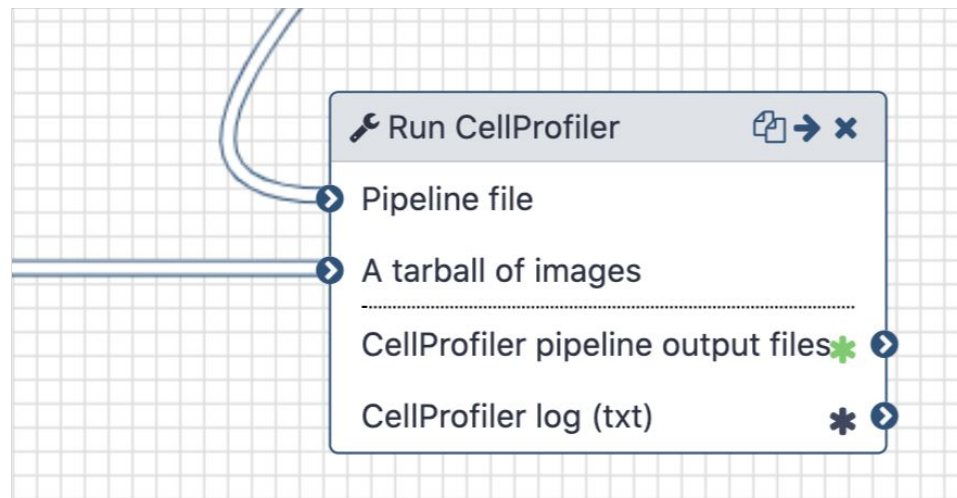 Run CellProfiler
Pipeline file
A tarball of images
CellProfiler pipeline output files
CellProfiler log (txt)